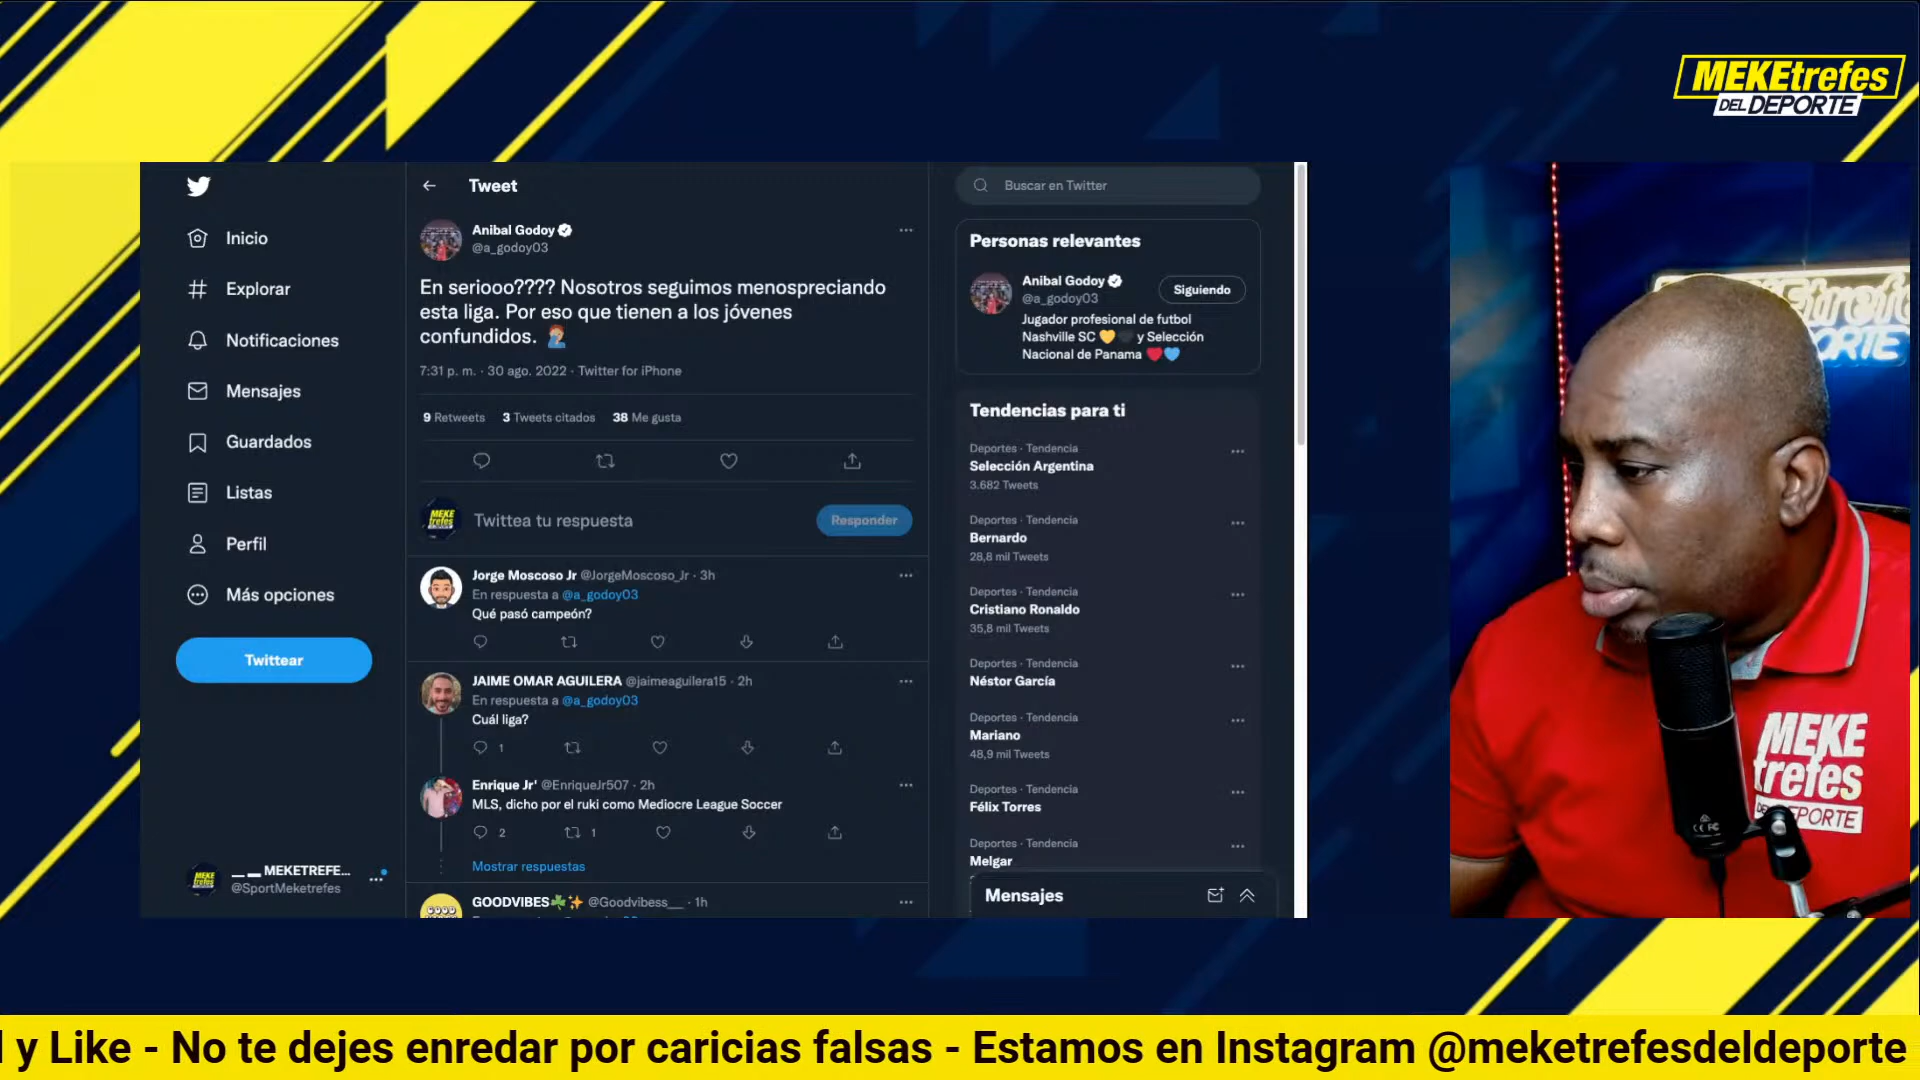 MEKEtrefes
DEL DEPORTE
Inicio
Explorar
Notificaciones
Mensajes
Guardados
Listas
Perfil
Más opciones
Twittear
MEKETREFE...
@SportMeketrefes
Tweet
Anibal Godoy
@a_godoy03
En seriooo???? Nosotros seguimos menospreciando
esta liga. Por eso que tienen a los jóvenes
confundidos.
7:31 p. m. · 30 ago. 2022 · Twitter for iPhone
9 Retweets 3 Tweets citados 38 Me gusta
MEKE
trefes
Twittea tu respuesta
Responder
Jorge Moscoso Jr @JorgeMoscoso_Jr · 3h
En respuesta a @a_godoy03
Qué pasó campeón?
JAIME OMAR AGUILERA @jaimeaguilera15 · 2h
En respuesta a @a_godoy03
Cuál liga?
1
Enrique Jr' @EnriqueJr507 · 2h
MLS, dicho por el ruki como Mediocre League Soccer
2 1
Mostrar respuestas
GOODVIBES @Goodvibess__ · 1h
Buscar en Twitter
Personas relevantes
Anibal Godoy
@a_godoy03
Siguiendo
Jugador profesional de futbol
Nashville SC y Selección
Nacional de Panama
Tendencias para ti
Deportes · Tendencia
Selección Argentina
3.682 Tweets
Deportes · Tendencia
Bernardo
28,8 mil Tweets
Deportes · Tendencia
Cristiano Ronaldo
35,8 mil Tweets
Deportes · Tendencia
Néstor García
Deportes · Tendencia
Mariano
48,9 mil Tweets
Deportes · Tendencia
Félix Torres
Deportes · Tendencia
Melgar
Mensajes
MEKE
trefes
DEPORTE
y Like - No te dejes enredar por caricias falsas - Estamos en Instagram @meketrefesdeldeporte